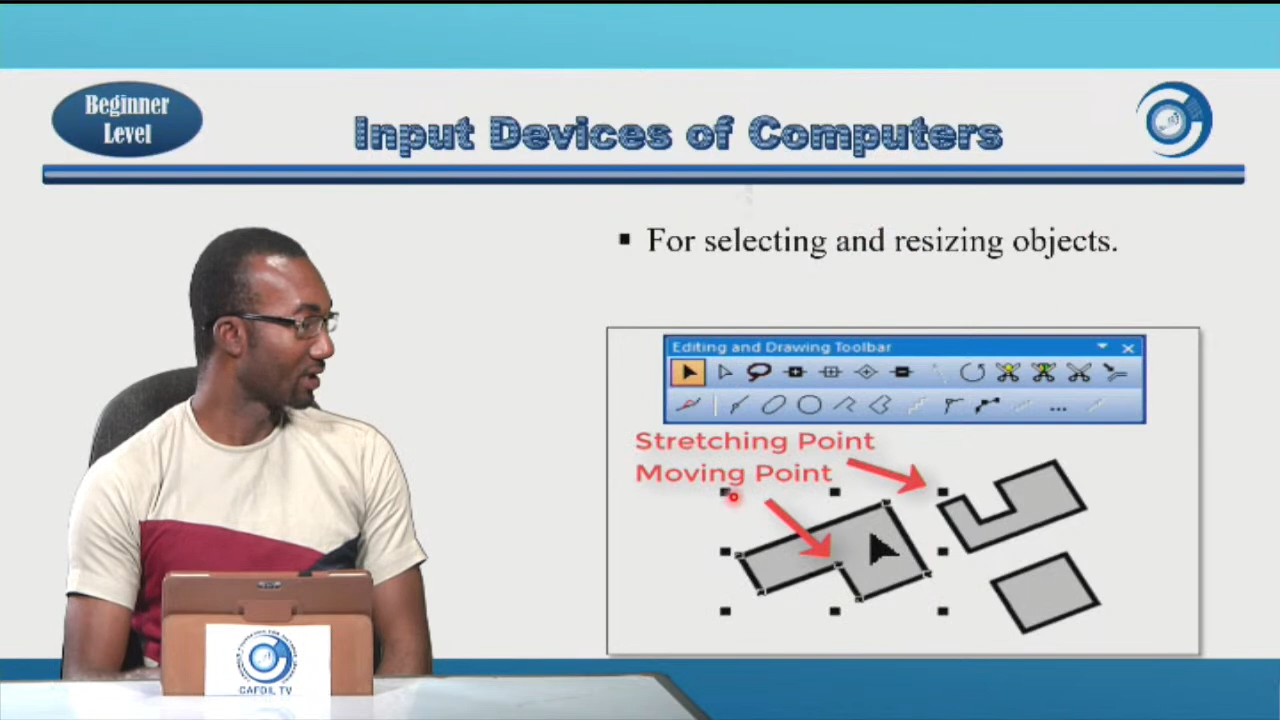 Beginner
Level
Input Devices of Computers
▪ For selecting and resizing objects.
Editing and Drawing Toolbar
Stretching Point
Moving Point
CAFDIL TV